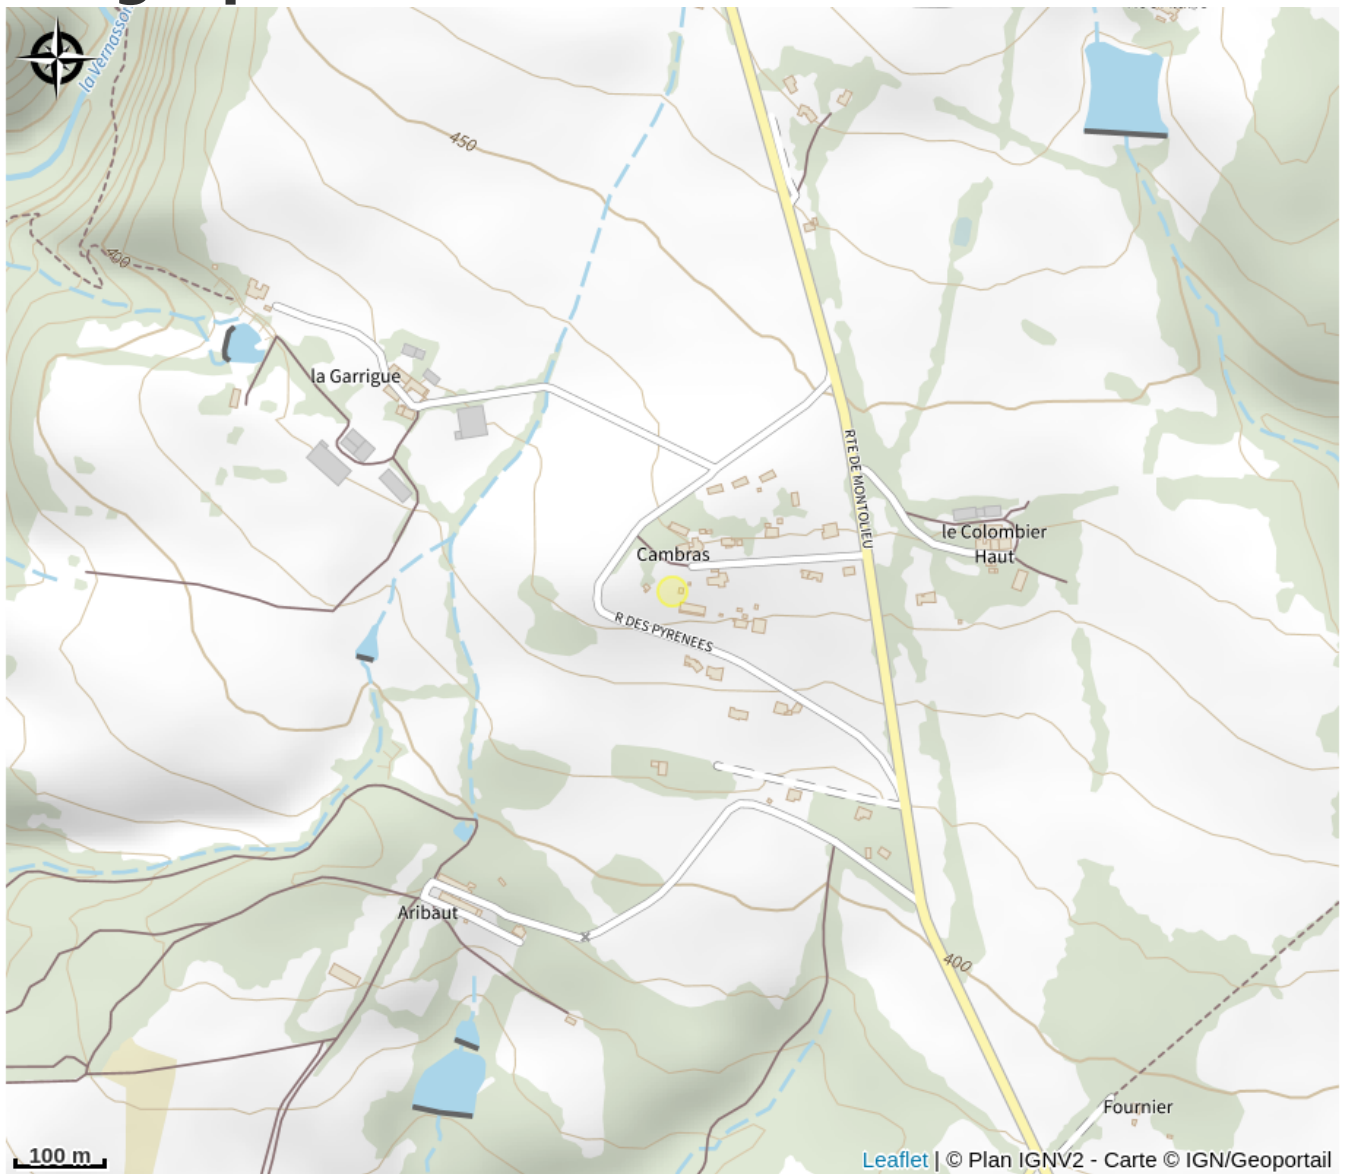 la Vernasson
450
400
la Garrigue
RTE DE MONTOLIEU
le Colombier
Haut
Cambras
R DES PYRENEES
Aribaut
400
Fournier
100 m
Leaflet | © Plan IGNV2 - Carte © IGN/Geoportail